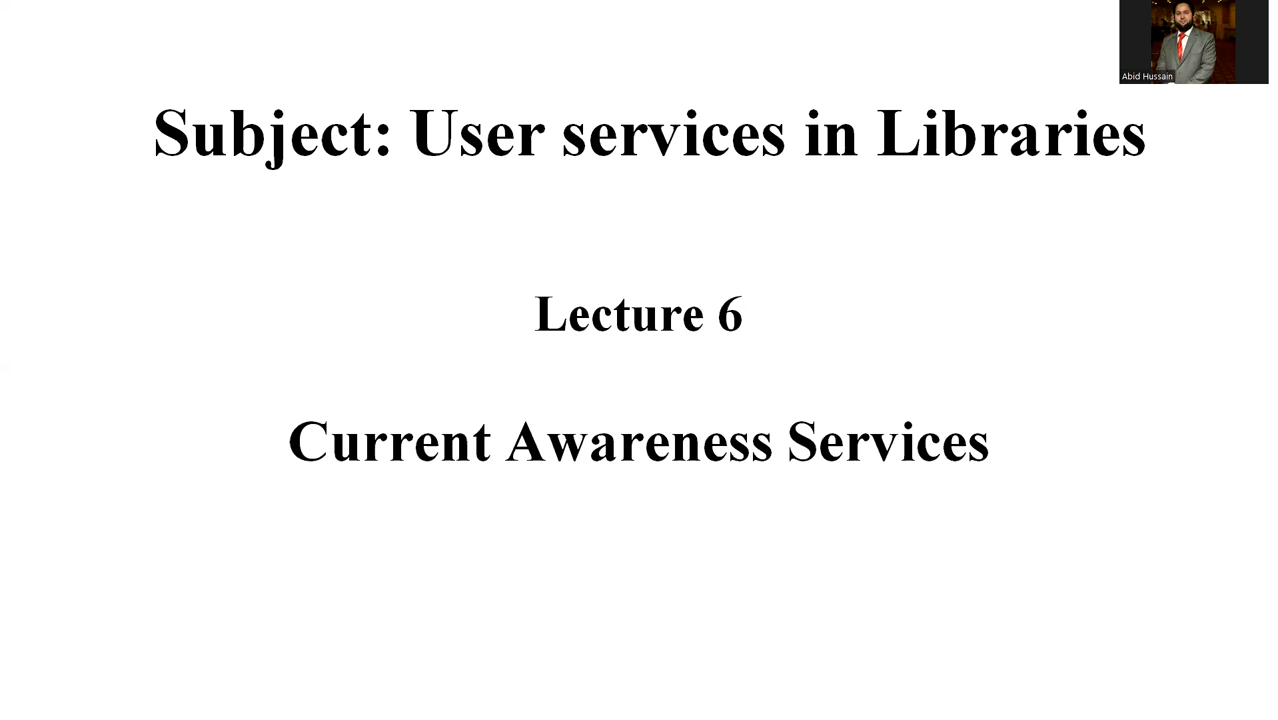 Abid Hussain
Subject: User services in Libraries
Lecture 6
Current Awareness Services